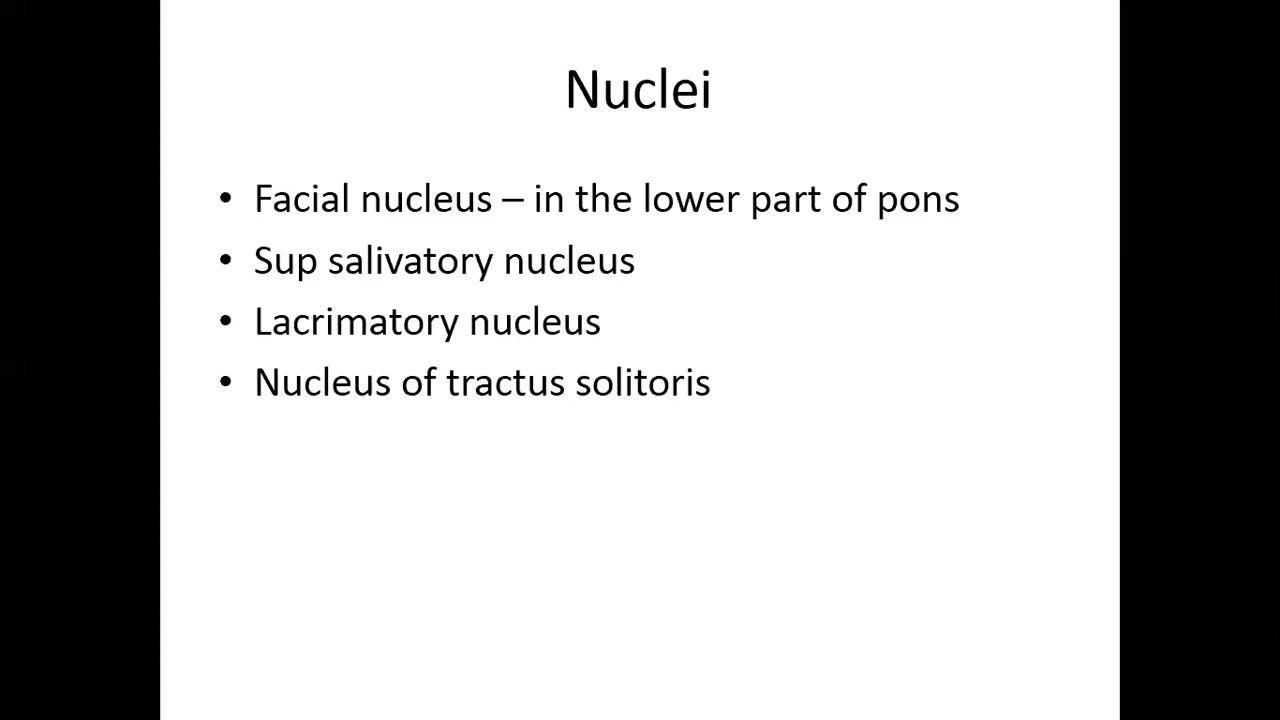 Nuclei
• Facial nucleus – in the lower part of pons
• Sup salivatory nucleus
• Lacrimatory nucleus
• Nucleus of tractus solitoris